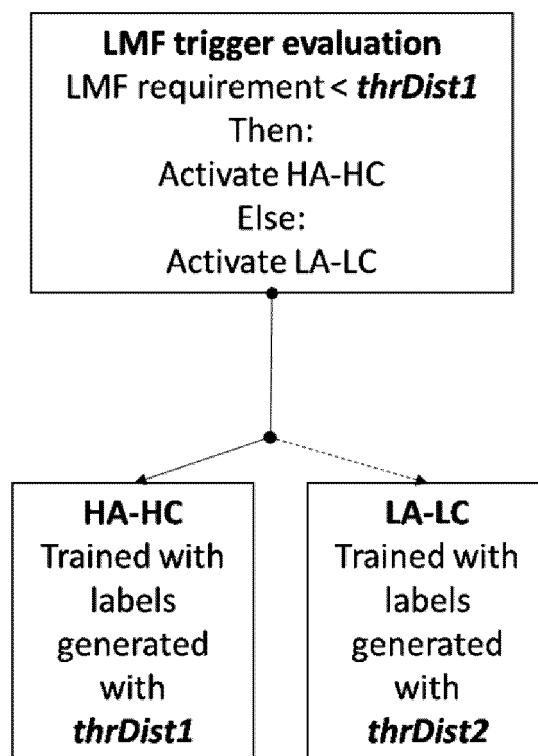 LMF trigger evaluation
LMF requirement < thrDist1
Then:
Activate HA-HC
Else:
Activate LA-LC
HA-HC
Trained with
labels
generated
with
thrDist1
LA-LC
Trained with
labels
generated
with
thrDist2